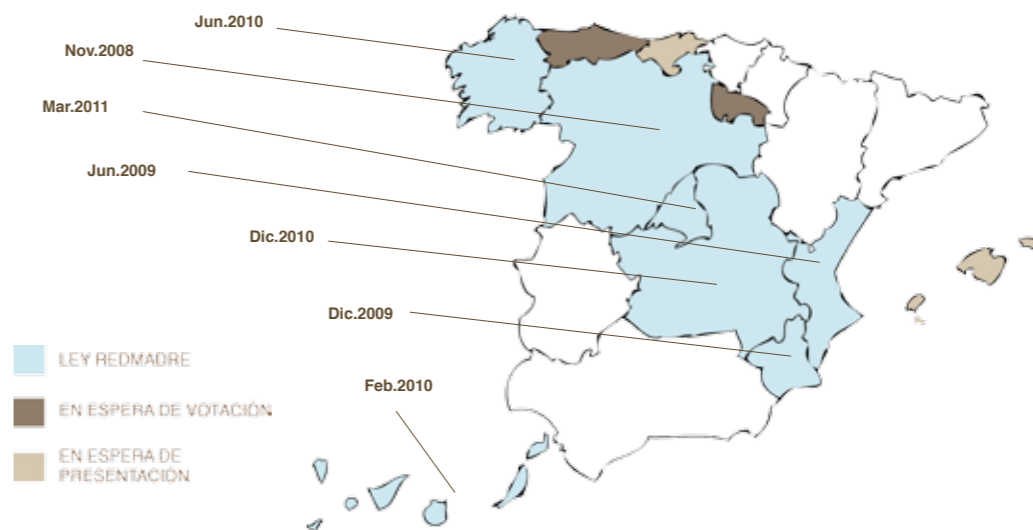 Jun.2010
Nov.2008
Mar.2011
Jun.2009
Dic.2010
Dic.2009
Feb.2010
LEY REDMADRE
EN ESPERA DE VOTACIÓN
EN ESPERA DE
PRESENTACIÓN